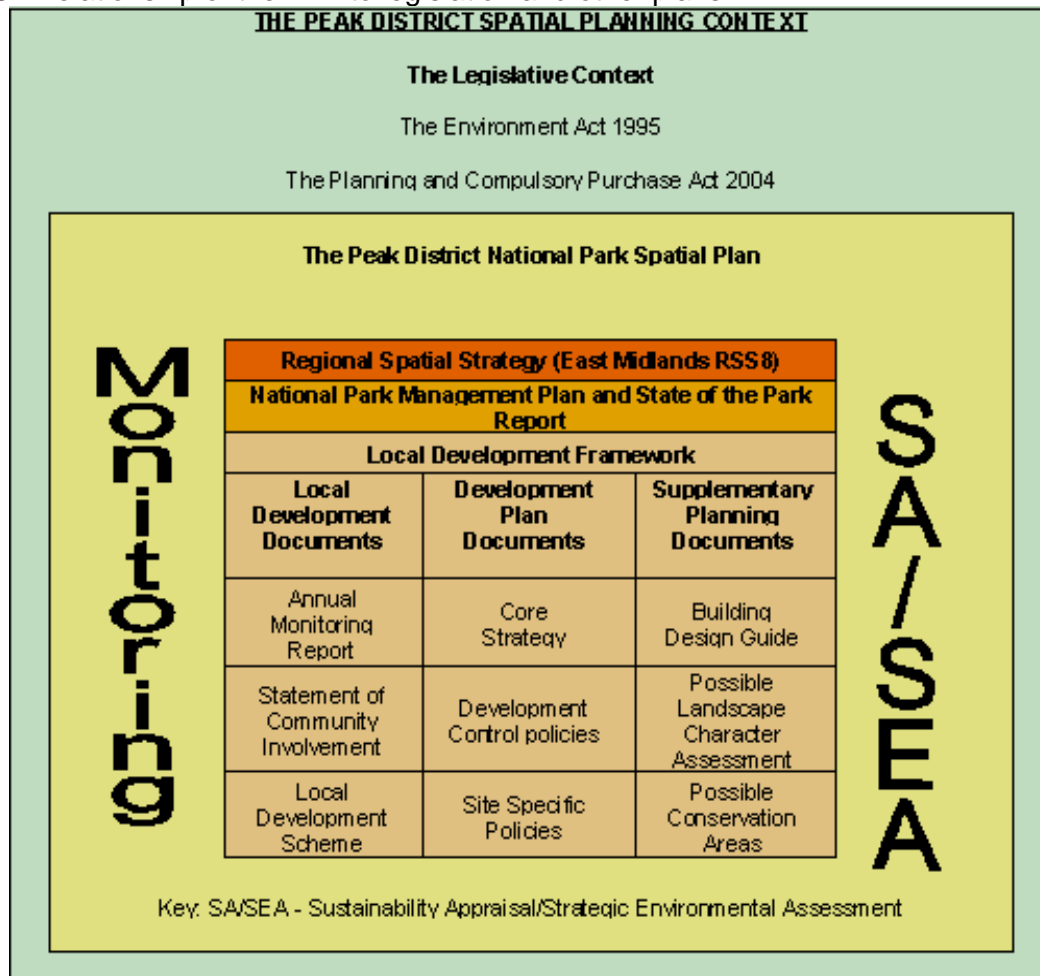 THE PEAK DISTRICT SPATIAL PLANNING CONTEXT
The Legislative Context
The Environment Act 1995
The Planning and Compulsory Purchase Act 2004
The Peak District National Park Spatial Plan
Monitoring
Regional Spatial Strategy (East Midlands RSS8)
National Park Management Plan and State of the Park
Report
Local Development Framework
Local
Development
Documents
Development
Plan
Documents
Supplementary
Planning
Documents
Annual
Monitoring
Report
Core
Strategy
Building
Design Guide
Statement of
Community
Involvement
Development
Control policies
Possible
Landscape
Character
Assessment
Local
Development
Scheme
Site Specific
Policies
Possible
Conservation
Areas
SA/SEA
Key: SA/SEA - Sustainability Appraisal/Strategic Environmental Assessment